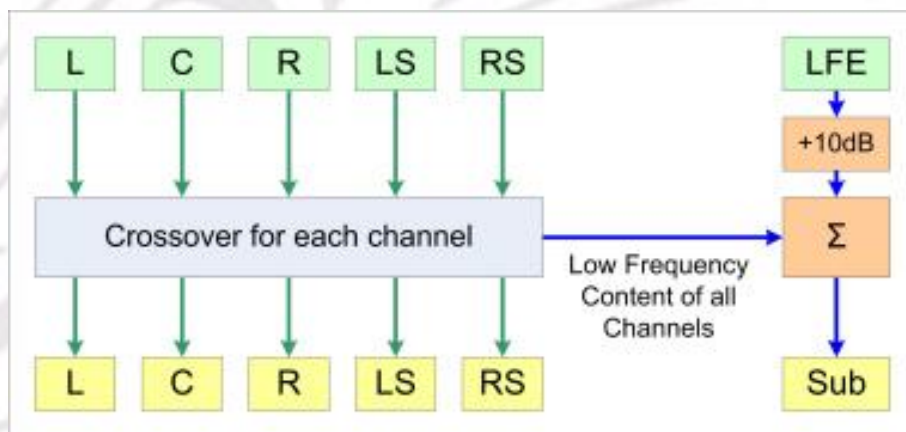 L C R LS RS LFE
+10dB
Crossover for each channel Σ
Low Frequency
Content of all
Channels
L C R LS RS Sub